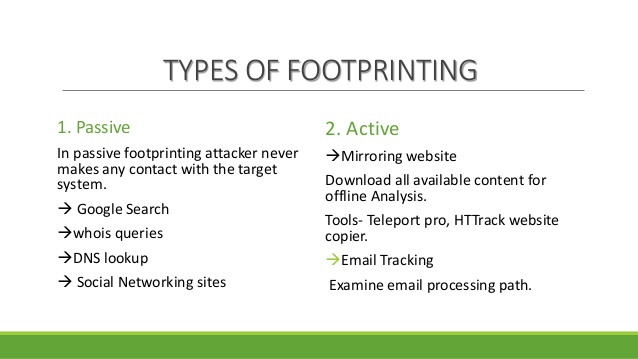 TYPES OF FOOTPRINTING
1. Passive
In passive footprinting attacker never
makes any contact with the target
system.
→ Google Search
→whois queries
→DNS lookup
→ Social Networking sites
2. Active
→Mirroring website
Download all available content for
offline Analysis.
Tools- Teleport pro, HTTrack website
copier.
→Email Tracking
Examine email processing path.